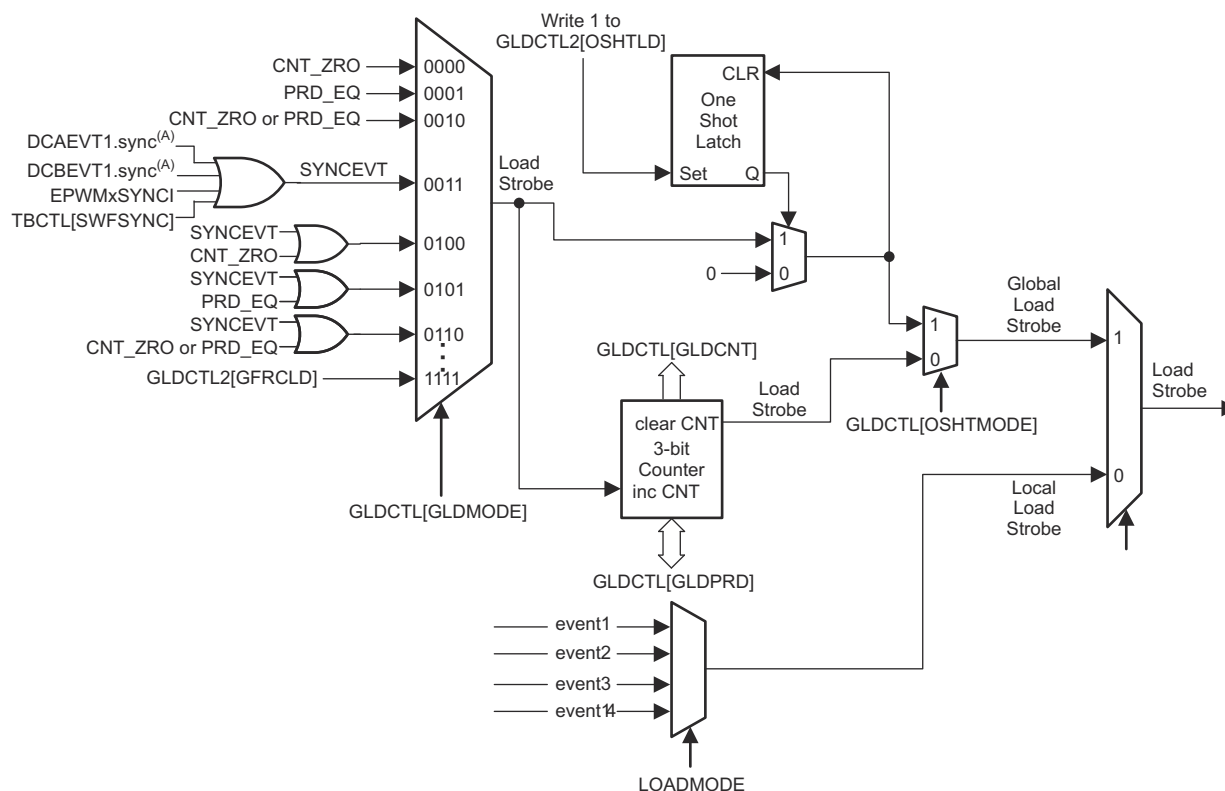 Write 1 to
GLDCTL2[OSHTLD]
CNT_ZRO
0000
PRD_EQ
0001
CNT_ZRO or PRD_EQ
0010
DCAEVT1.sync(A)
DCBEVT1.sync(A)
EPWMxSYNCI
TBCTL[SWFSYNC]
SYNCEVT
0011
SYNCEVT
CNT_ZRO
0100
SYNCEVT
PRD_EQ
0101
SYNCEVT
CNT_ZRO or PRD_EQ
0110
GLDCTL2[GFRCLD]
1111
GLDCTL[GLDMODE]
Load
Strobe
CLR
One
Shot
Latch
Set
Q
1
0
0
GLDCTL[GLDCNT]
clear CNT
3-bit
Counter
inc CNT
GLDCTL[GLDPRD]
Load
Strobe
1
0
GLDCTL[OSHTMODE]
Global
Load
Strobe
1
0
Local
Load
Strobe
Load
Strobe
event1
event2
event3
LOADMODE